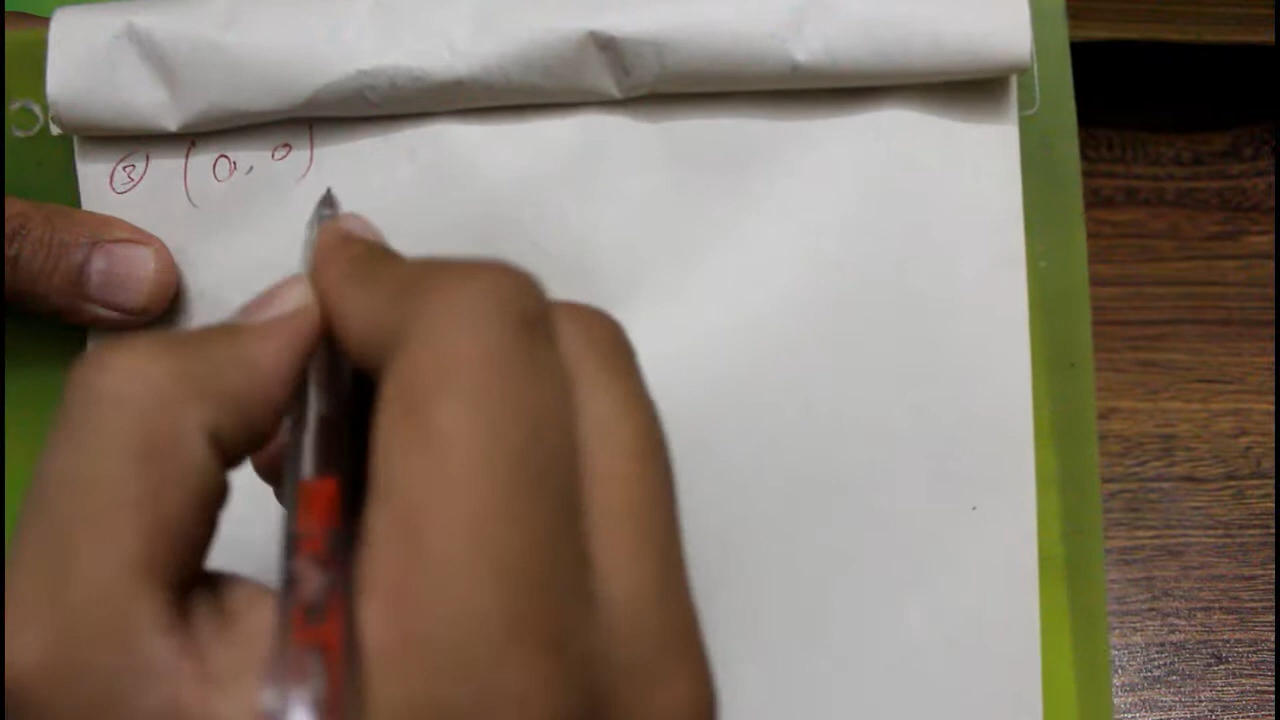 ③ (0, 0)